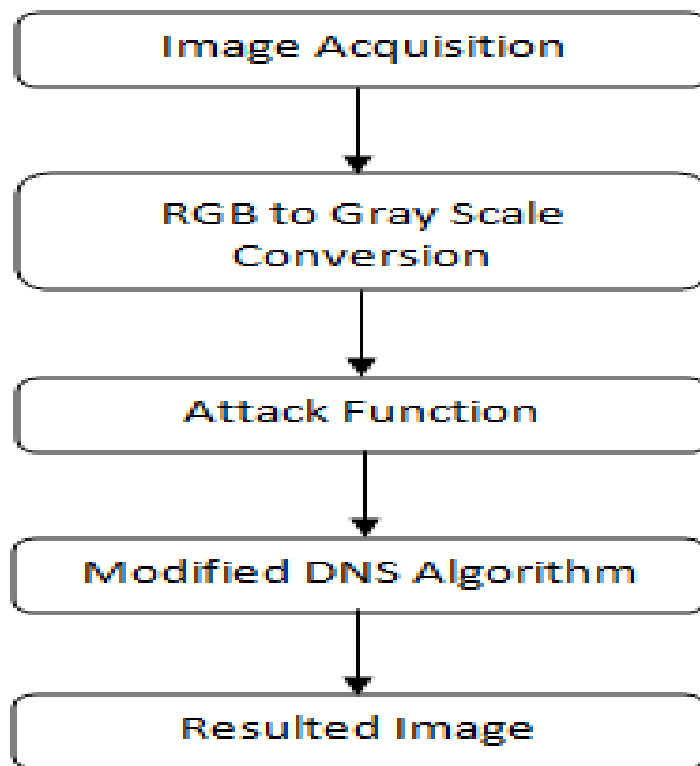 Image Acquisition
RGB to Gray Scale
Conversion
Attack Function
Modified DNS Algorithm
Resulted Image